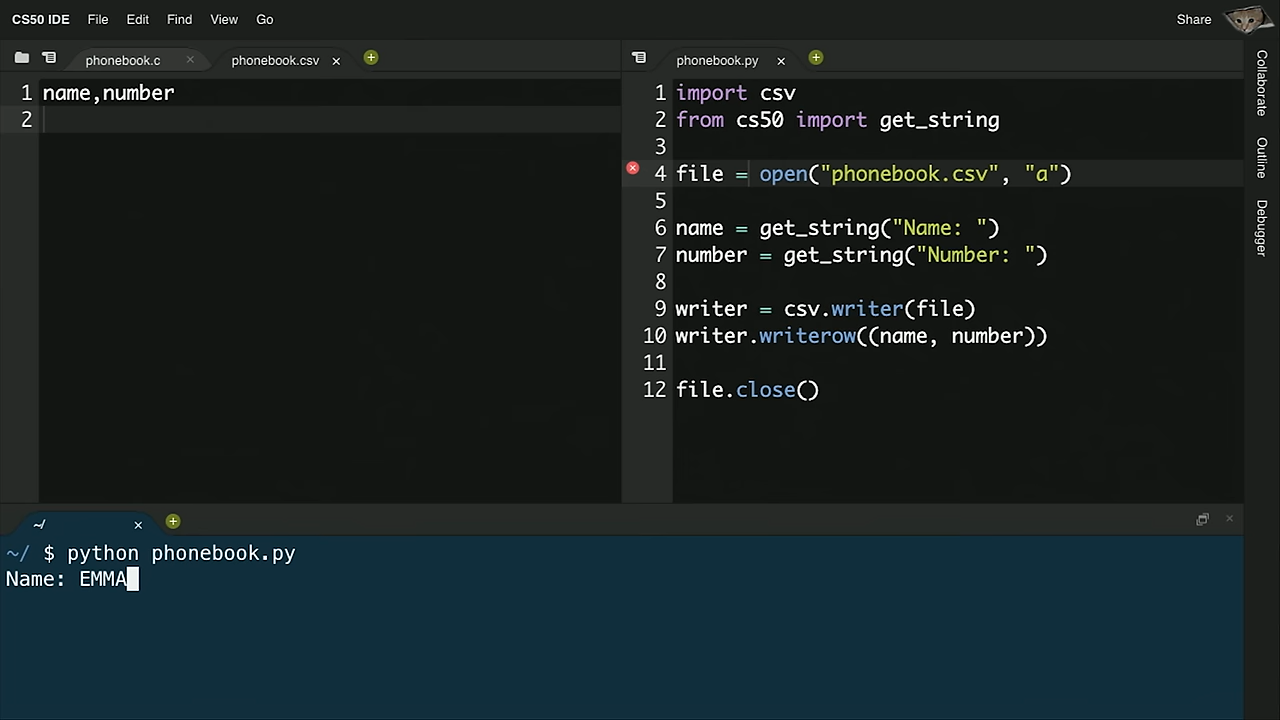 CS50 IDE File Edit Find View Go Share
phonebook.c × phonebook.csv ×
1 name,number
2
phonebook.py ×
1 import csv
2 from cs50 import get_string
3
4 file = open("phonebook.csv", "a")
5
6 name = get_string("Name: ")
7 number = get_string("Number: ")
8
9 writer = csv.writer(file)
10 writer.writerow((name, number))
11
12 file.close()
Collaborate
Outline
Debugger
~/ ×
~/ $ python phonebook.py
Name: EMMA